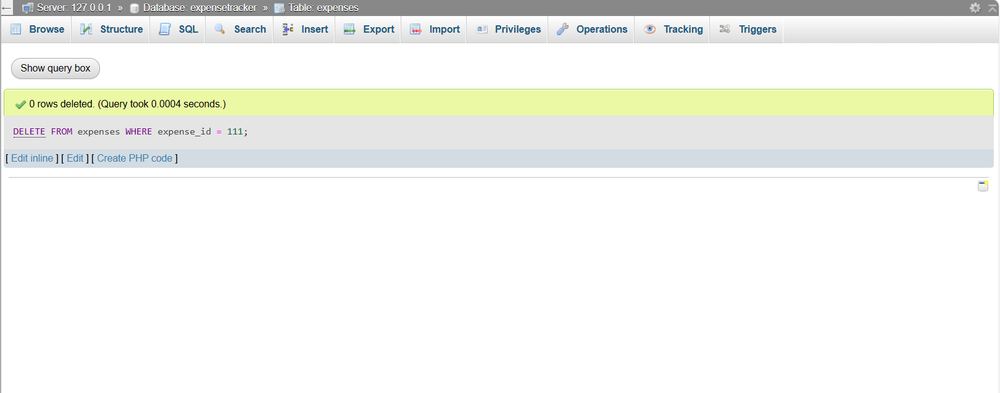 ← Server: 127.0.0.1 » Database: expensetracker » Table: expenses
Browse Structure SQL Search Insert Export Import Privileges Operations Tracking Triggers
Show query box
0 rows deleted. (Query took 0.0004 seconds.)
DELETE FROM expenses WHERE expense_id = 111;
[ Edit inline ] [ Edit ] [ Create PHP code ]